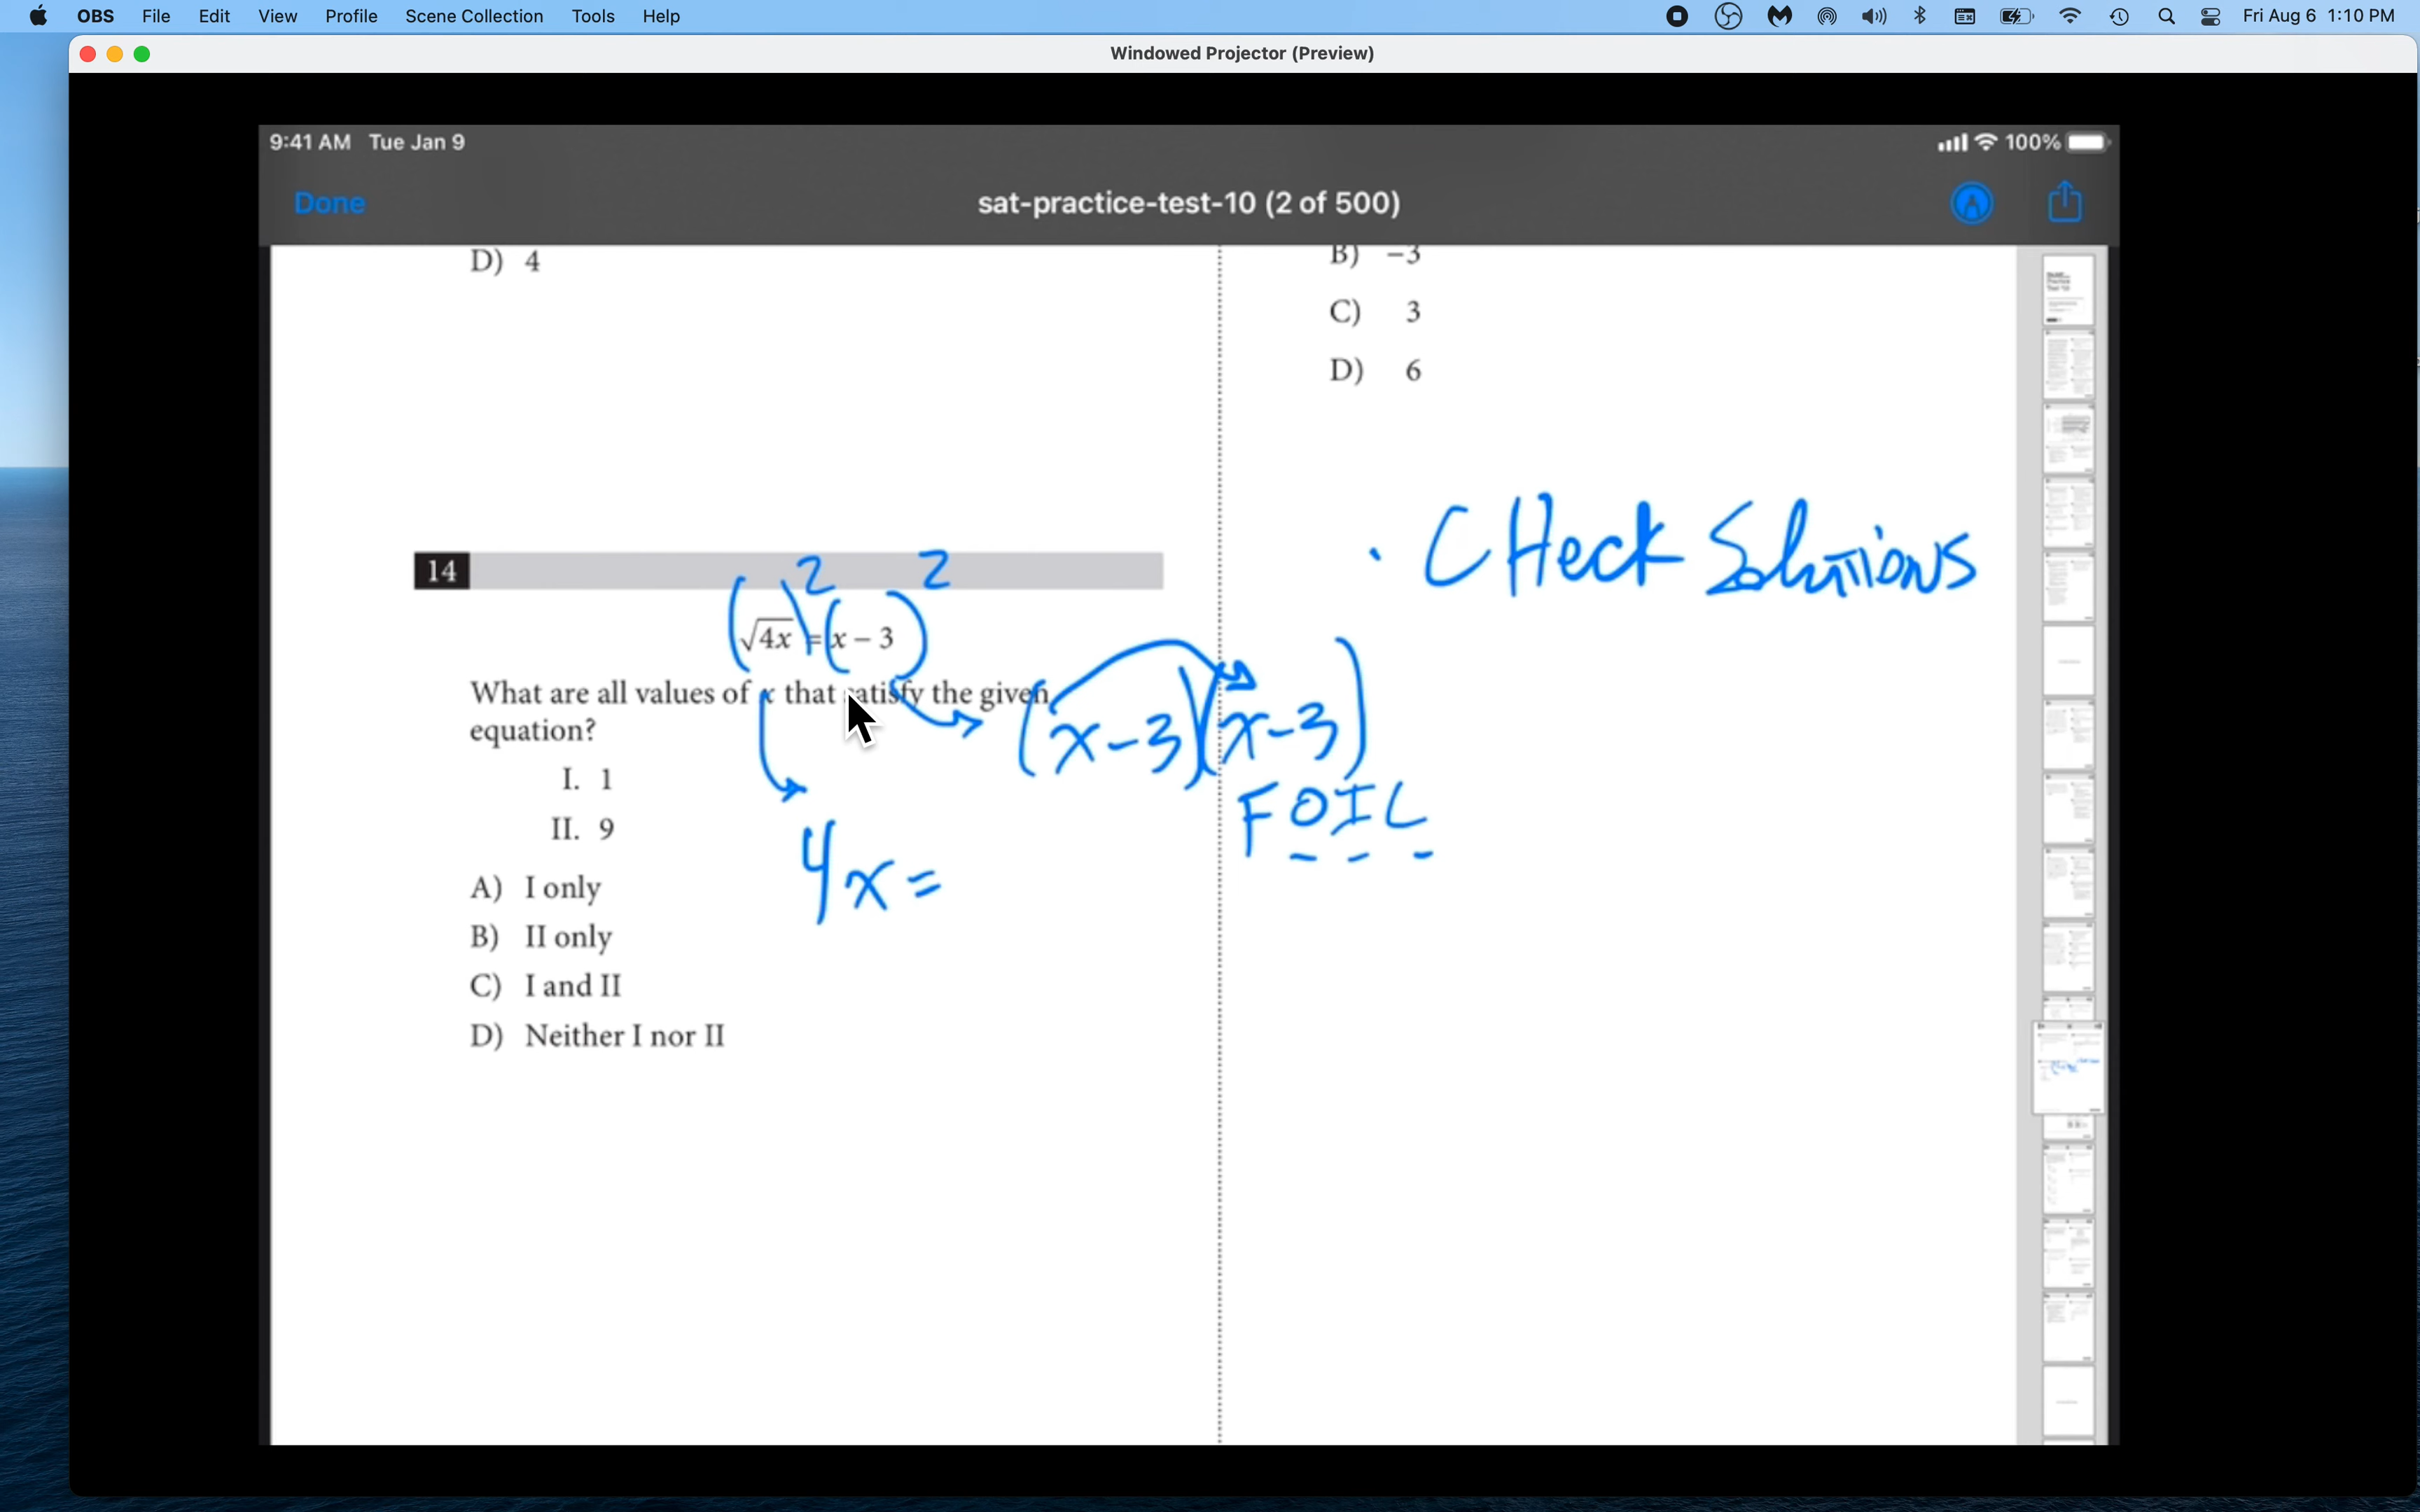 OBS File Edit View Profile Scene Collection Tools Help Fri Aug 6 1:10 PM
Windowed Projector (Preview)
9:41 AM Tue Jan 9 100%
Done sat-practice-test-10 (2 of 500)
D) 4
B) −3
C) 3
D) 6
· CHeck Solutions
14
(√4x)² = (x – 3)²
What are all values of x that satisfy the given
equation?
(x-3)(x-3)
FOIL
I. 1
II. 9
4x=
A) I only
B) II only
C) I and II
D) Neither I nor II